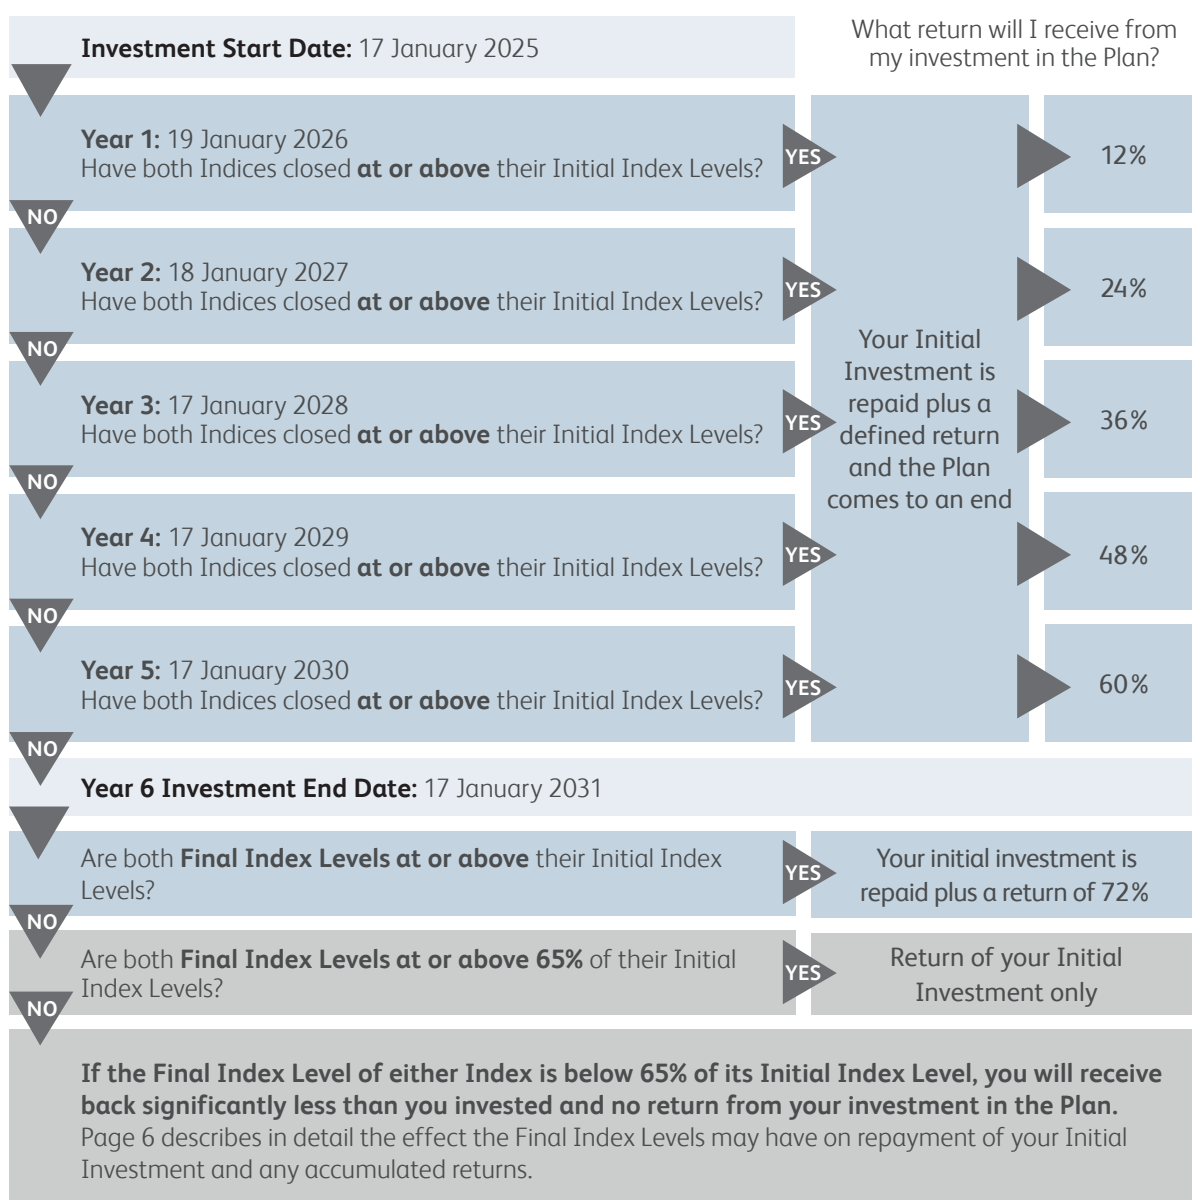 Investment Start Date: 17 January 2025
What return will I receive from
my investment in the Plan?
Year 1: 19 January 2026
Have both Indices closed at or above their Initial Index Levels?
YES
12%
NO
Year 2: 18 January 2027
Have both Indices closed at or above their Initial Index Levels?
YES
24%
NO
Year 3: 17 January 2028
Have both Indices closed at or above their Initial Index Levels?
YES
36%
NO
Year 4: 17 January 2029
Have both Indices closed at or above their Initial Index Levels?
YES
48%
NO
Year 5: 17 January 2030
Have both Indices closed at or above their Initial Index Levels?
YES
60%
Your Initial
Investment is
repaid plus a
defined return
and the Plan
comes to an end
NO
Year 6 Investment End Date: 17 January 2031
Are both Final Index Levels at or above their Initial Index
Levels?
YES
Your initial investment is
repaid plus a return of 72%
NO
Are both Final Index Levels at or above 65% of their Initial
Index Levels?
YES
Return of your Initial
Investment only
NO
If the Final Index Level of either Index is below 65% of its Initial Index Level, you will receive
back significantly less than you invested and no return from your investment in the Plan.
Page 6 describes in detail the effect the Final Index Levels may have on repayment of your Initial
Investment and any accumulated returns.